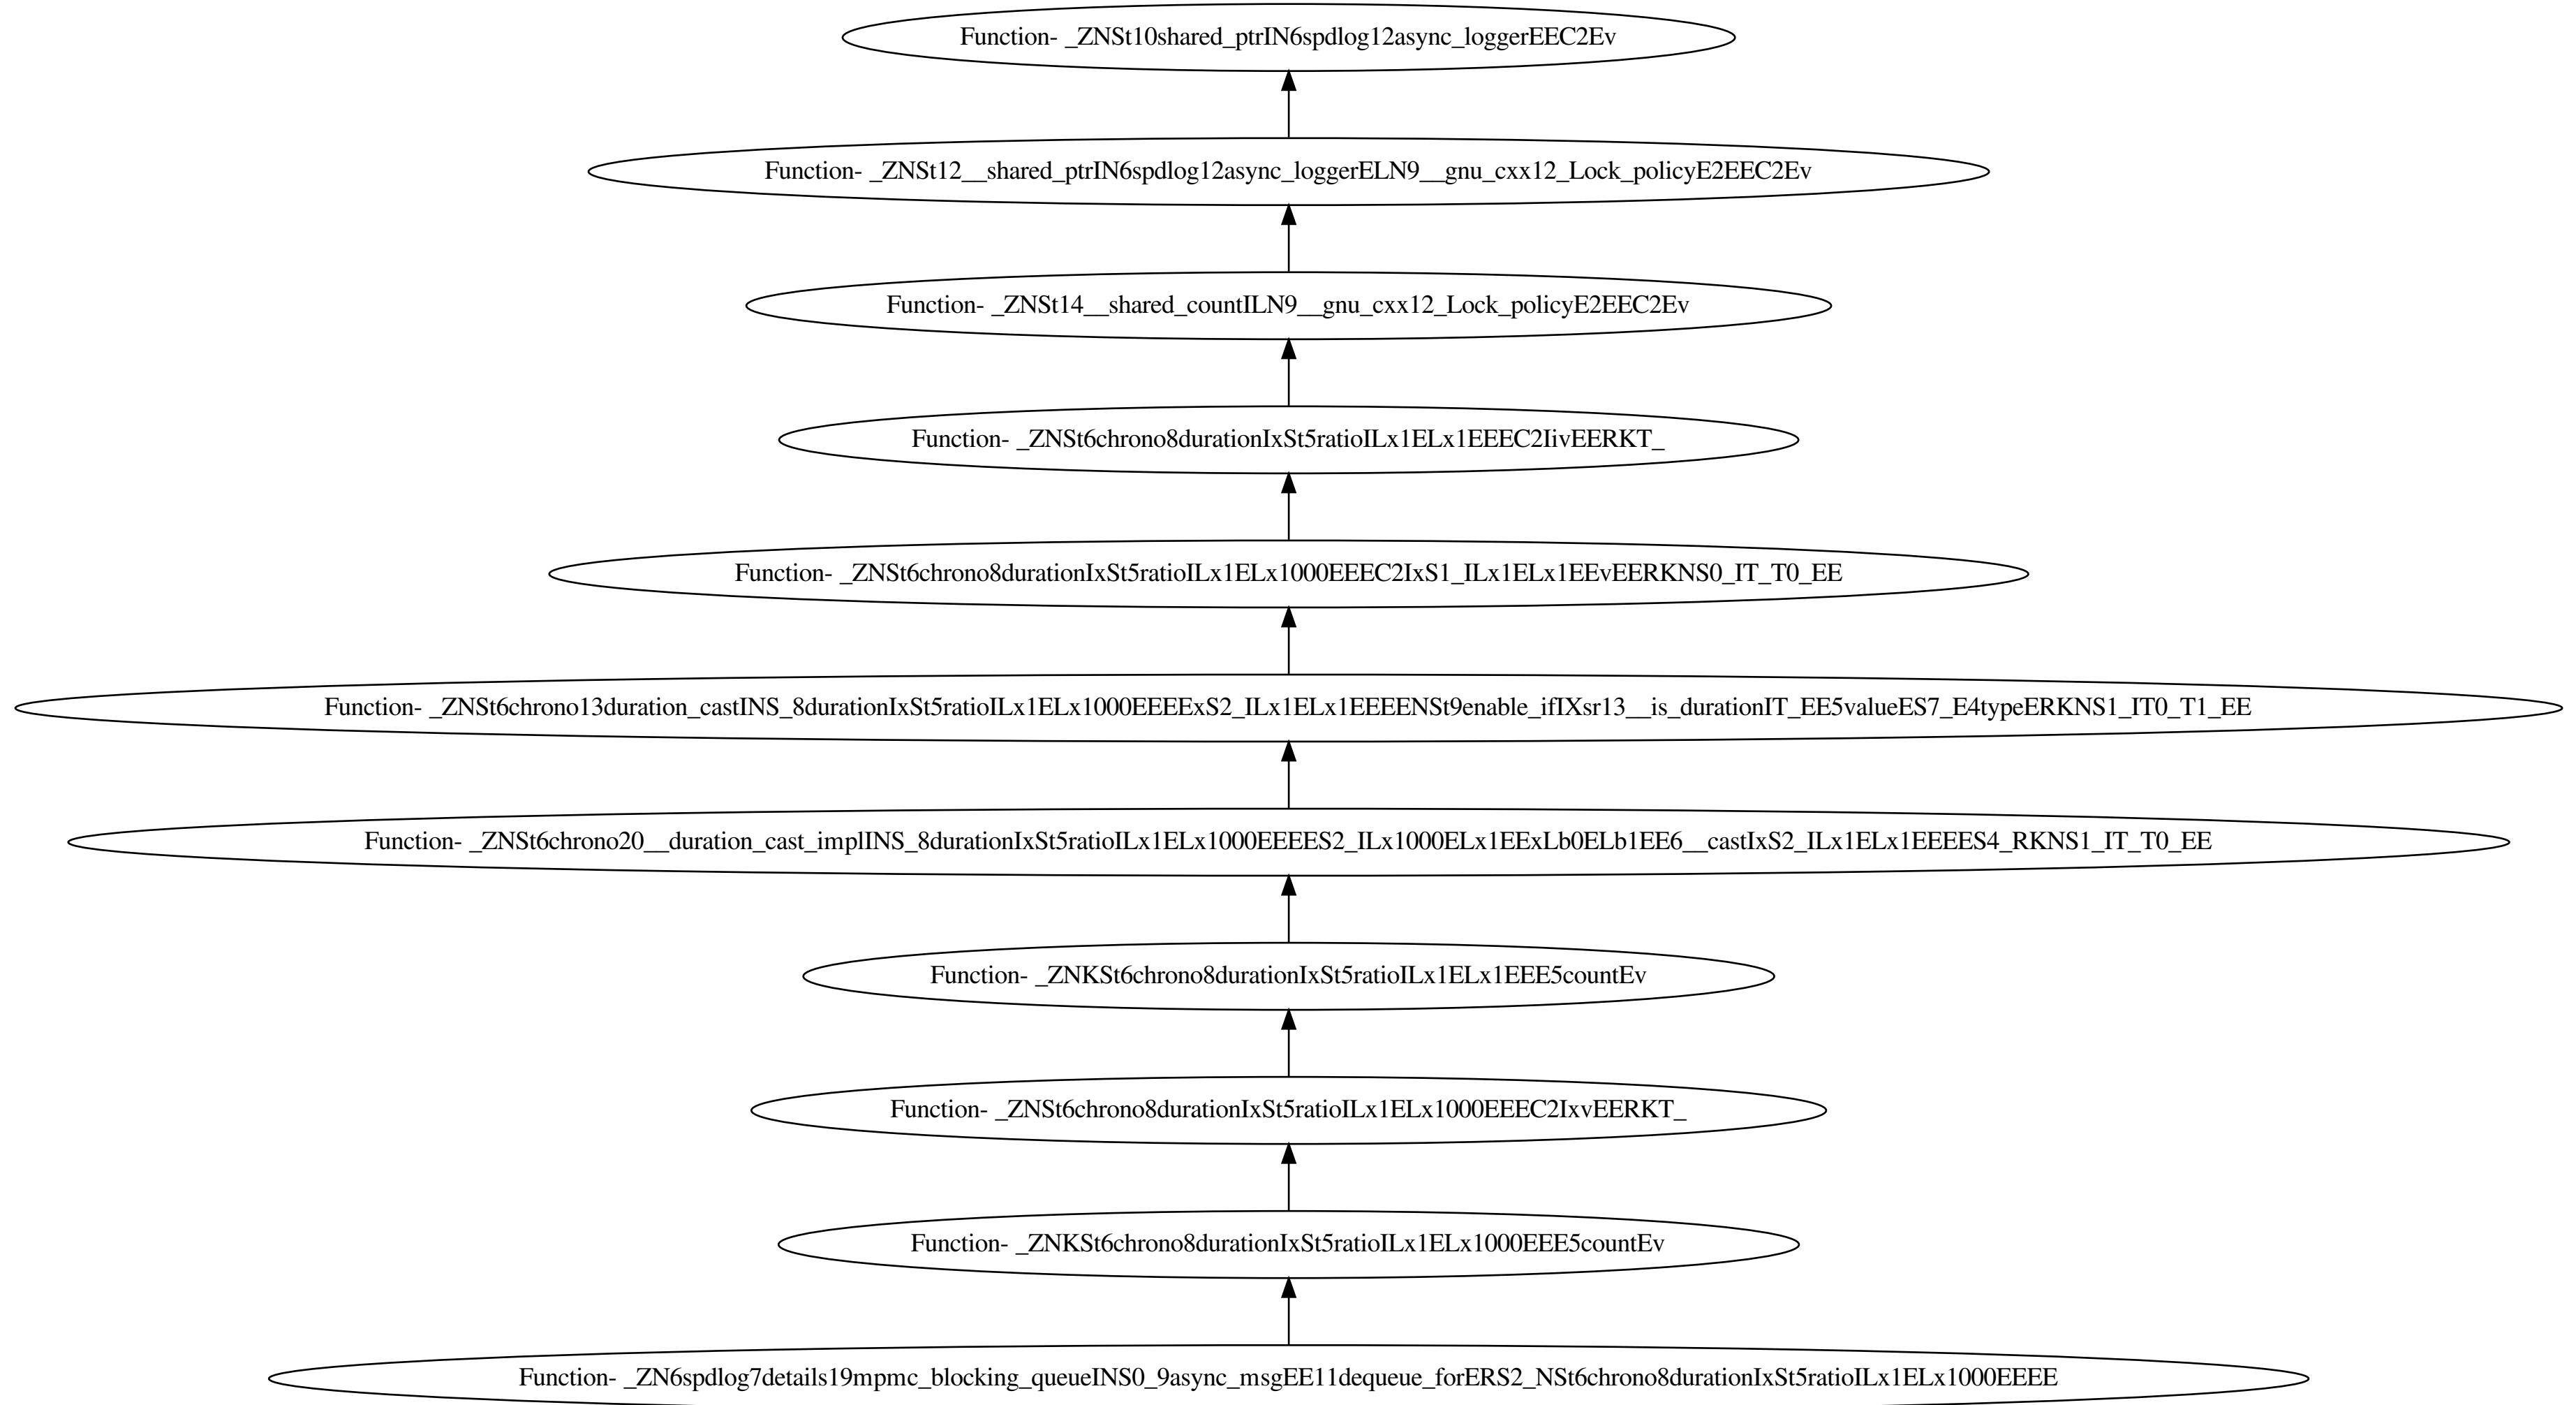 Function- _ZNSt10shared_ptrIN6spdlog12async_loggerEEC2Ev
Function- _ZNSt12__shared_ptrIN6spdlog12async_loggerELN9__gnu_cxx12_Lock_policyE2EEC2Ev
Function- _ZNSt14__shared_countILN9__gnu_cxx12_Lock_policyE2EEC2Ev
Function- _ZNSt6chrono8durationIxSt5ratioILx1ELx1EEEC2IivEERKT_
Function- _ZNSt6chrono8durationIxSt5ratioILx1ELx1000EEEC2IxS1_ILx1ELx1EEvEERKNS0_IT_T0_EE
Function- _ZNSt6chrono13duration_castINS_8durationIxSt5ratioILx1ELx1000EEEExS2_ILx1ELx1EEEENSt9enable_ifIXsr13__is_durationIT_EE5valueES7_E4typeERKNS1_IT0_T1_EE
Function- _ZNSt6chrono20__duration_cast_implINS_8durationIxSt5ratioILx1ELx1000EEEES2_ILx1000ELx1EExLb0ELb1EE6__castIxS2_ILx1ELx1EEEES4_RKNS1_IT_T0_EE
Function- _ZNKSt6chrono8durationIxSt5ratioILx1ELx1EEE5countEv
Function- _ZNSt6chrono8durationIxSt5ratioILx1ELx1000EEEC2IxvEERKT_
Function- _ZNKSt6chrono8durationIxSt5ratioILx1ELx1000EEE5countEv
Function- _ZN6spdlog7details19mpmc_blocking_queueINS0_9async_msgEE11dequeue_forERS2_NSt6chrono8durationIxSt5ratioILx1ELx1000EEEE